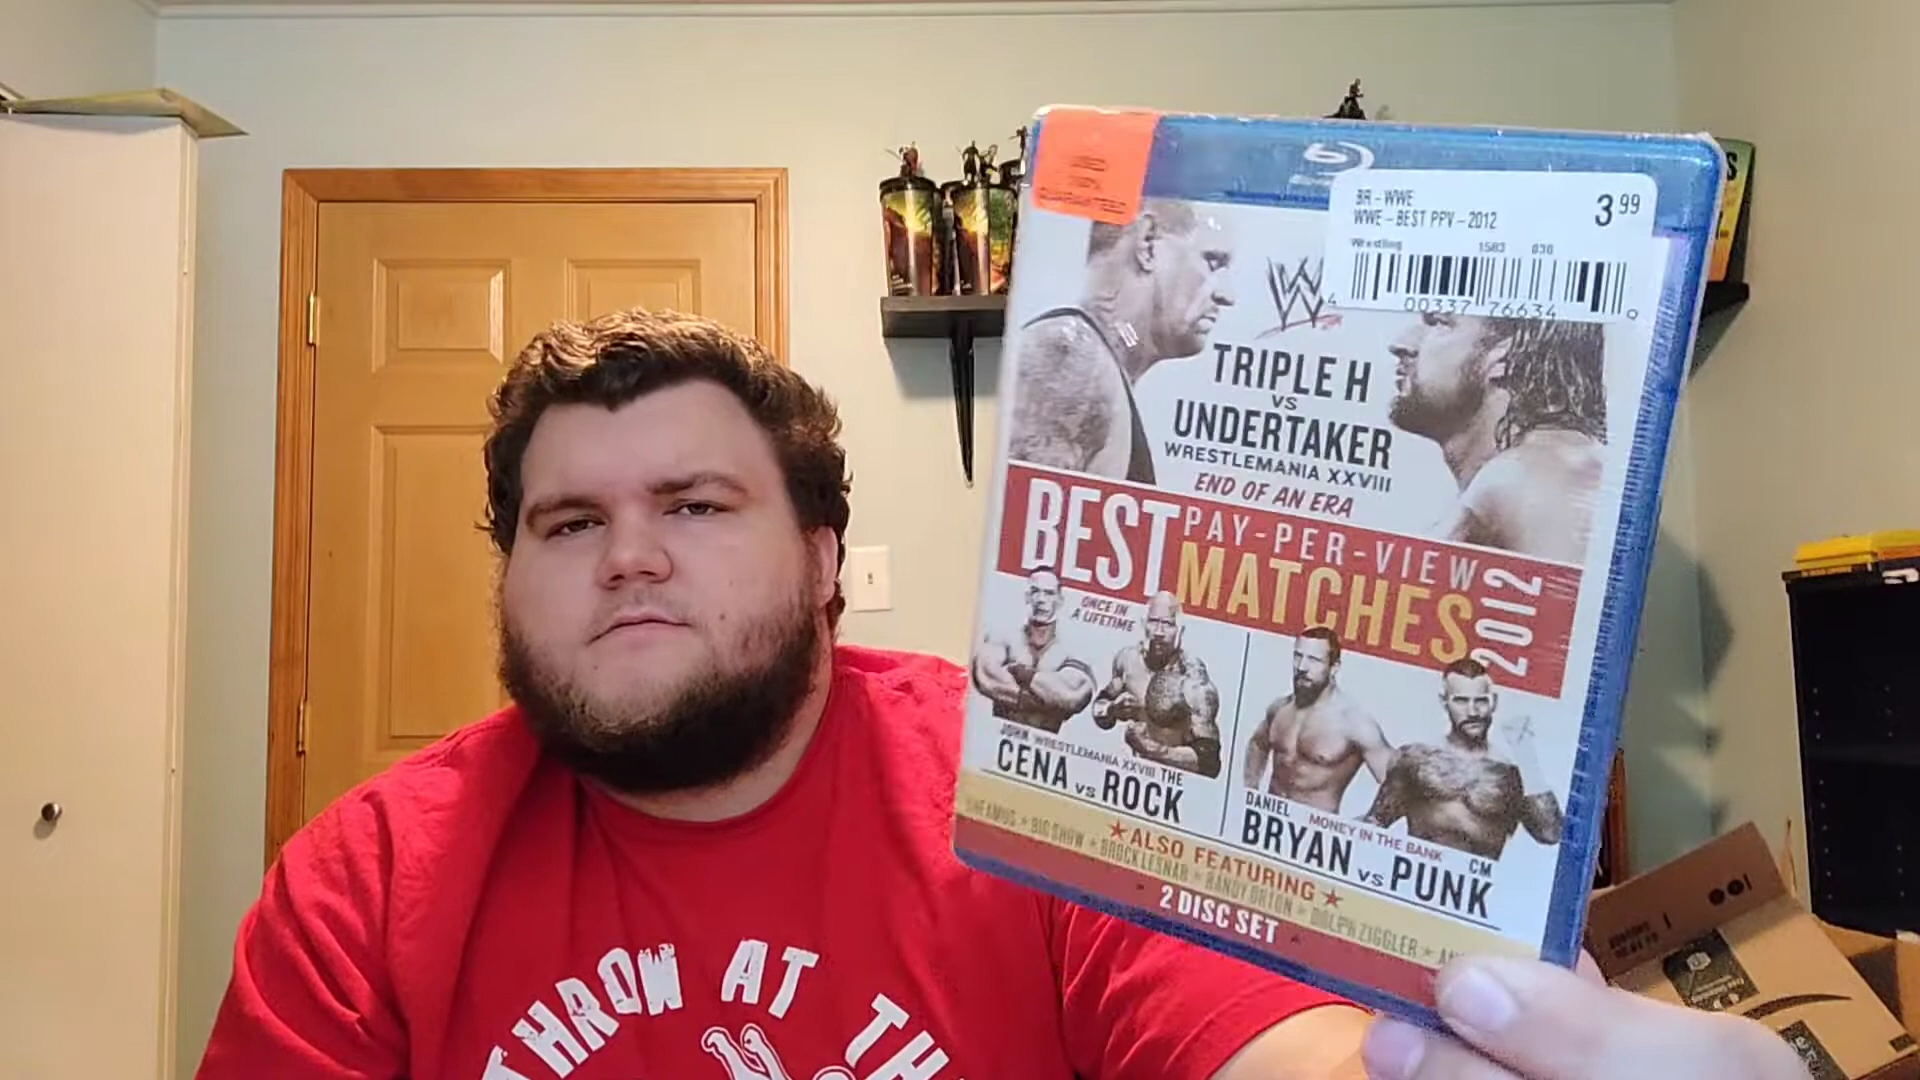 BR - WWE
WWE - BEST PPV - 2012
3.99
Wrestling 1583 030
4 00337 76634 0
W
TRIPLE H
VS
UNDERTAKER
WRESTLEMANIA XXVIII
END OF AN ERA
BEST PAY-PER-VIEW
MATCHES 2012
ONCE IN
A LIFETIME
JOHN WRESTLEMANIA XXVIII THE
CENA VS ROCK
DANIEL MONEY IN THE BANK CM
BRYAN VS PUNK
★ALSO FEATURING★
SHEAMUS * BIG SHOW * BROCK LESNAR * RANDY ORTON * DOLPH ZIGGLER *
2 DISC SET
THROW AT THE